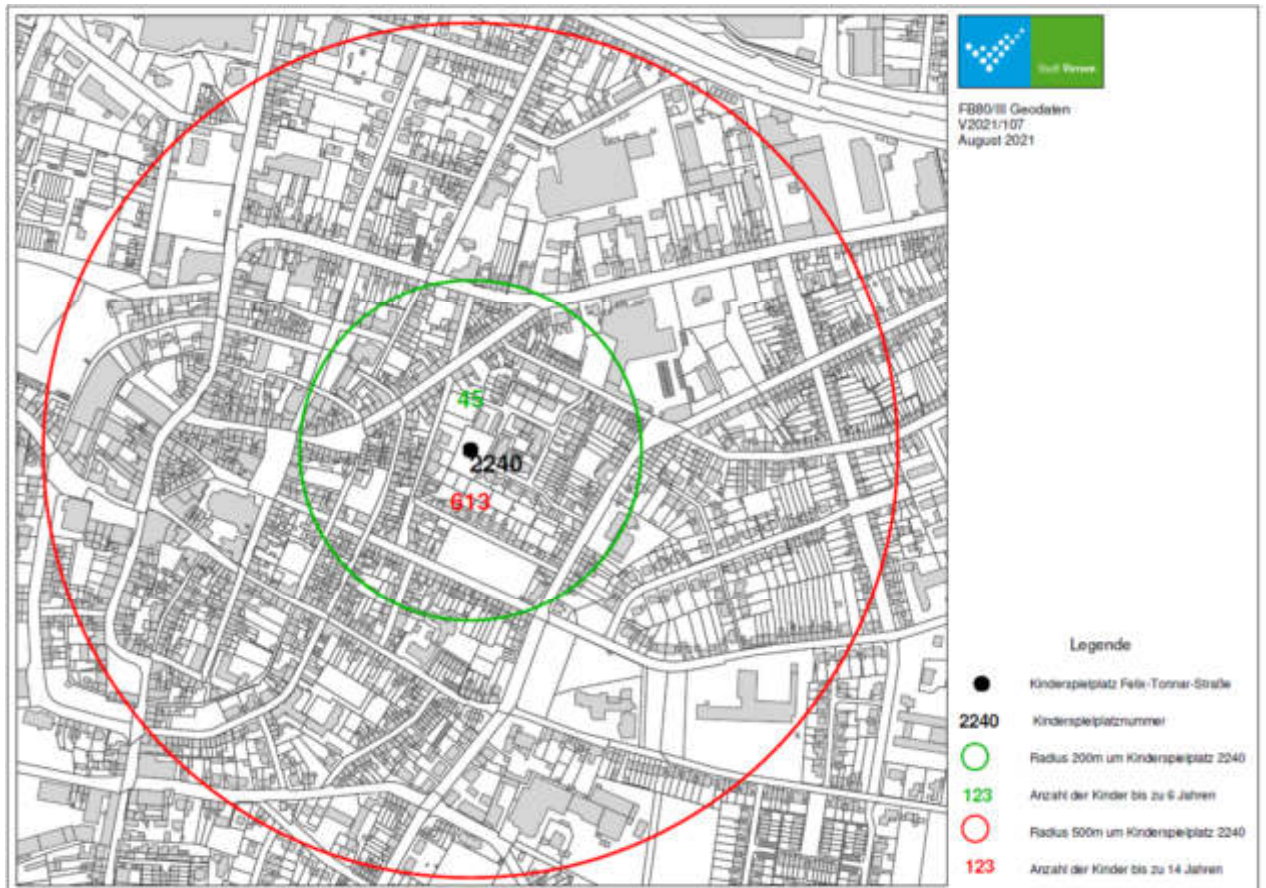 Stadt Viersen
FB80/III Geodaten
V2021/107
August 2021
45
2240
613
Legende
Kinderspielplatz Felix-Tonnar-Straße
2240 Kinderspielplatznummer
Radius 200m um Kinderspielplatz 2240
123 Anzahl der Kinder bis zu 6 Jahren
Radius 500m um Kinderspielplatz 2240
123 Anzahl der Kinder bis zu 14 Jahren